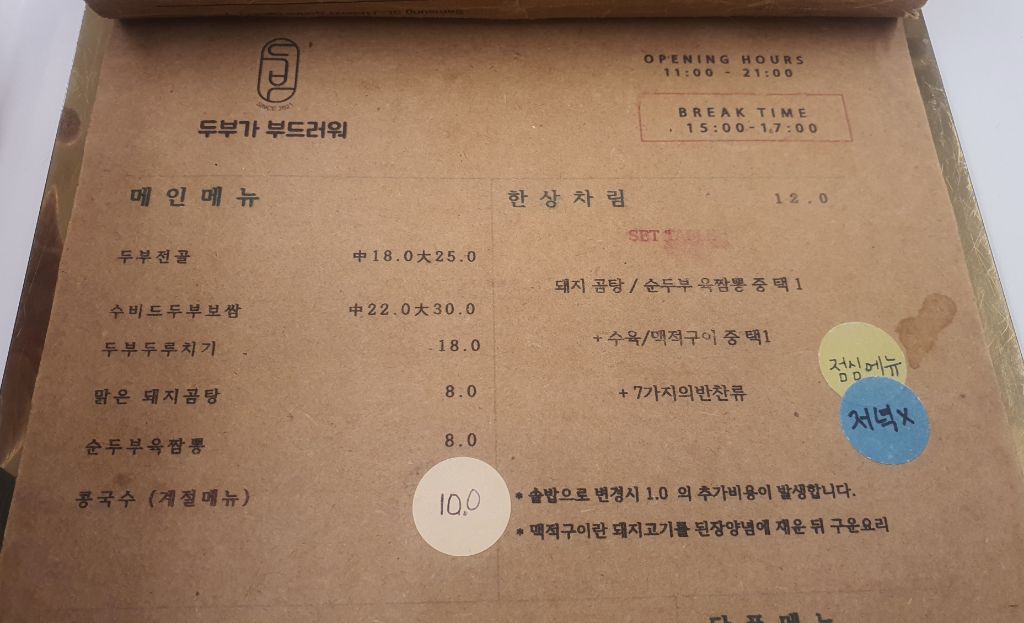 두부
SINCE 2021
두부가 부드러워
OPENING HOURS
11:00 - 21:00
BREAK TIME
15:00-17:00
메인메뉴
두부전골 中18.0大25.0
수비드두부보쌈 中22.0大30.0
두부두루치기 18.0
맑은 돼지곰탕 8.0
순두부육짬뽕 8.0
콩국수 (계절메뉴) 10.0
한상차림 12.0
SET TABLE
돼지 곰탕 / 순두부 육짬뽕 중 택 1
+ 수육/맥적구이 중 택1
+ 7가지의반찬류
점심메뉴
저녁X
* 솥밥으로 변경시 1.0 의 추가비용이 발생합니다.
* 맥적구이란 돼지고기를 된장양념에 재운 뒤 구운요리